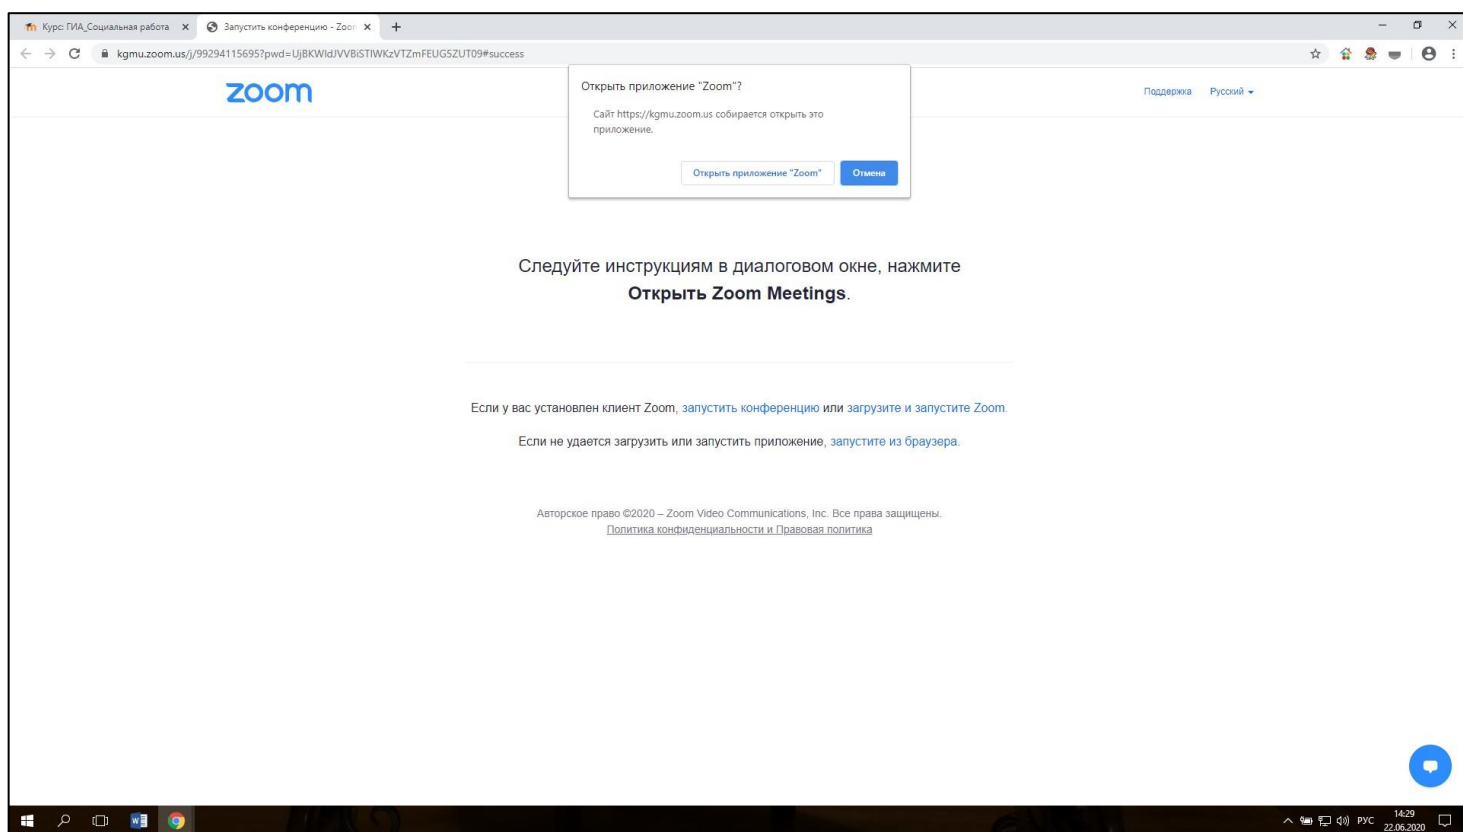 Курс: ГИА_Социальная работа
Запустить конференцию - Zoom
kgmu.zoom.us/j/99294115695?pwd=UjBKWldJVVBiSTlWKzVTZmFEUG5ZUT09#success
zoom
Открыть приложение "Zoom"?
Сайт https://kgmu.zoom.us собирается открыть это
приложение.
Открыть приложение "Zoom" Отмена
Поддержка Русский
Следуйте инструкциям в диалоговом окне, нажмите
Открыть Zoom Meetings.
Если у вас установлен клиент Zoom, запустить конференцию или загрузите и запустите Zoom.
Если не удается загрузить или запустить приложение, запустите из браузера.
Авторское право ©2020 – Zoom Video Communications, Inc. Все права защищены.
Политика конфиденциальности и Правовая политика
РУС
14:29
22.06.2020